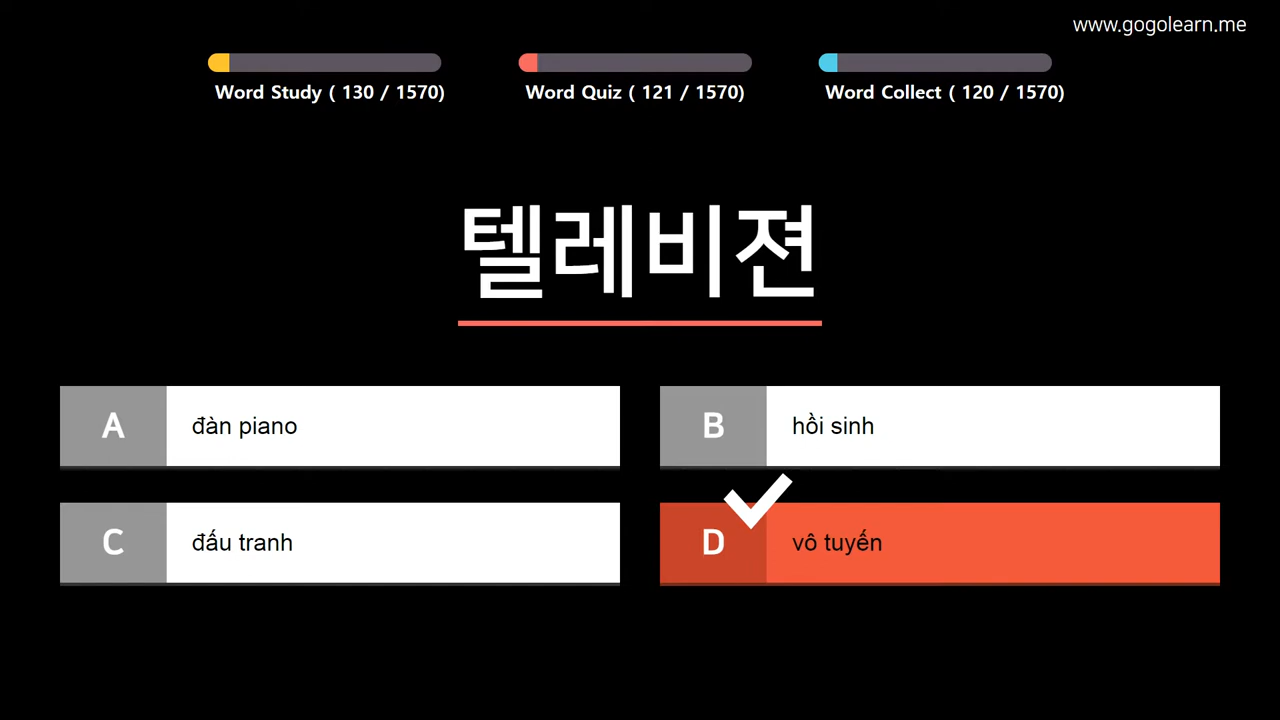 www.gogolearn.me
Word Study ( 130 / 1570)
Word Quiz ( 121 / 1570)
Word Collect ( 120 / 1570)
텔레비젼
A đàn piano
B hồi sinh
C đấu tranh
D vô tuyến